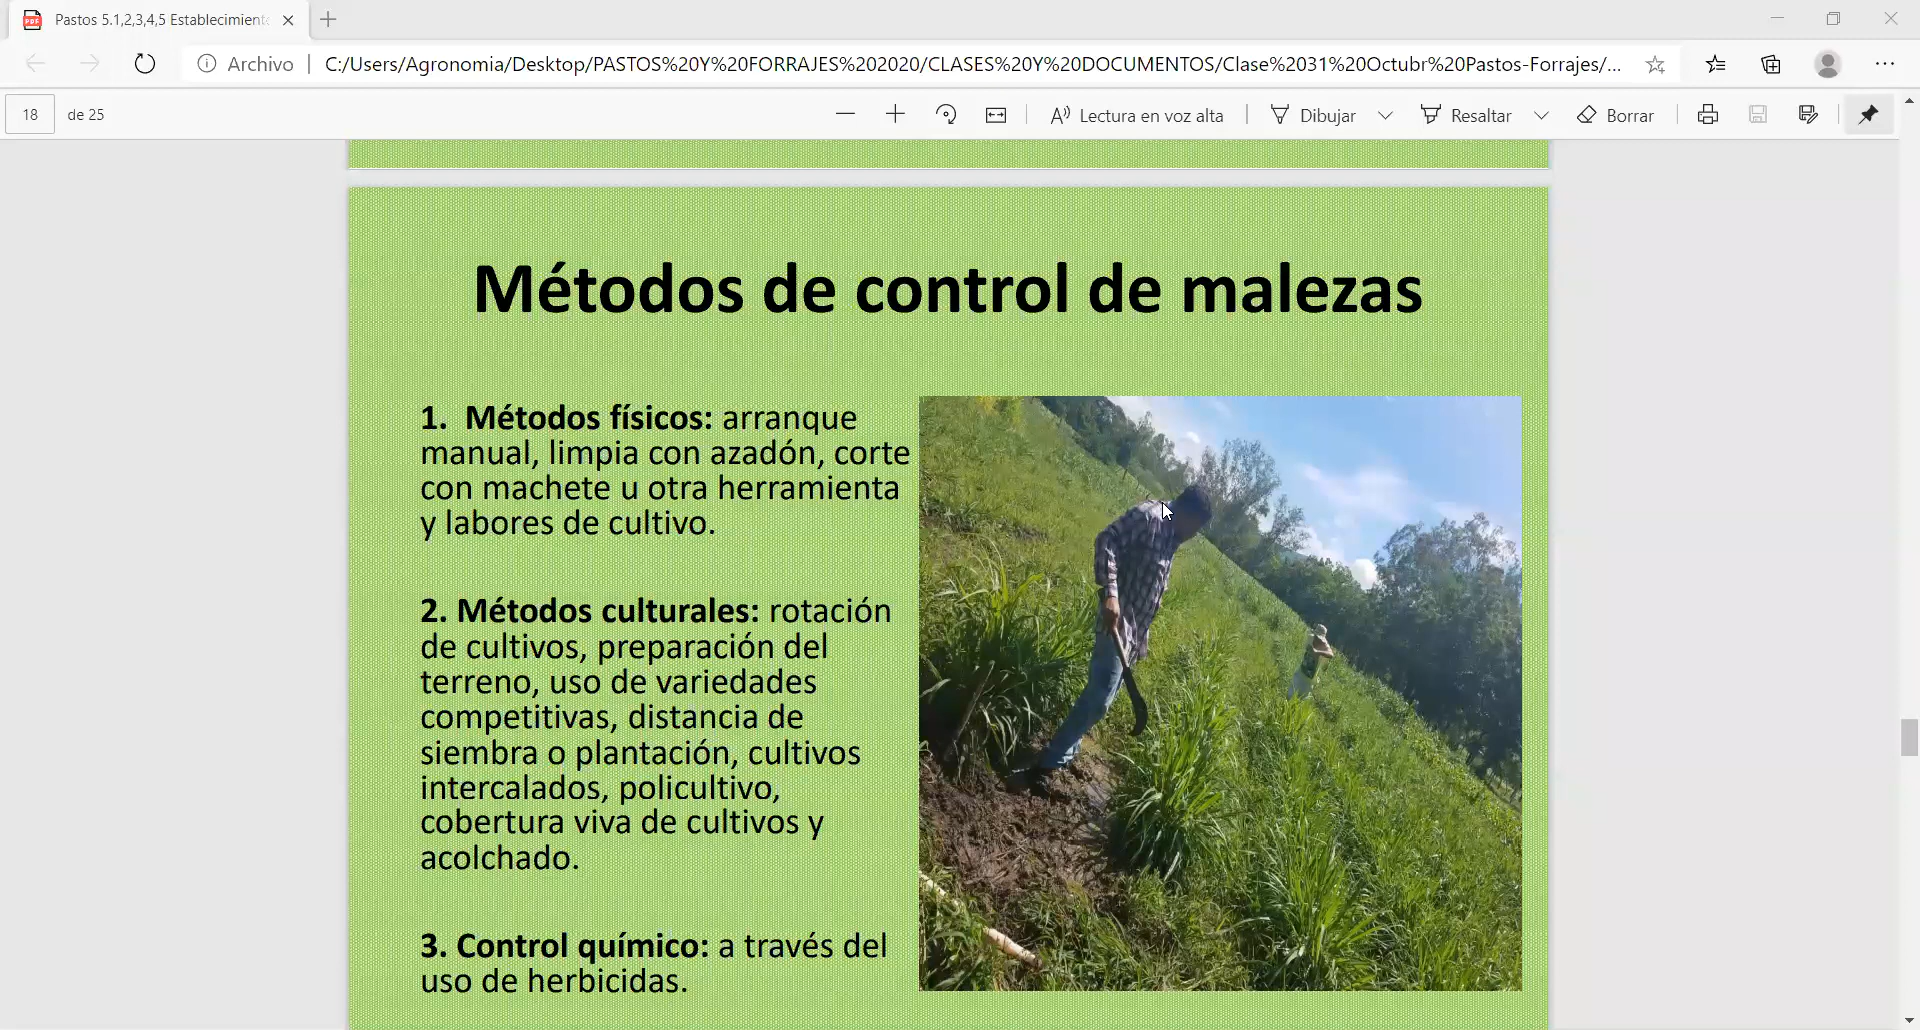 Pastos 5.1,2,3,4,5 Establecimient
Archivo
C:/Users/Agronomia/Desktop/PASTOS%20Y%20FORRAJES%202020/CLASES%20Y%20DOCUMENTOS/Clase%2031%20Octubr%20Pastos-Forrajes/...
18 de 25
Lectura en voz alta
Dibujar
Resaltar
Borrar
Métodos de control de malezas
1. Métodos físicos: arranque
manual, limpia con azadón, corte
con machete u otra herramienta
y labores de cultivo.
2. Métodos culturales: rotación
de cultivos, preparación del
terreno, uso de variedades
competitivas, distancia de
siembra o plantación, cultivos
intercalados, policultivo,
cobertura viva de cultivos y
acolchado.
3. Control químico: a través del
uso de herbicidas.